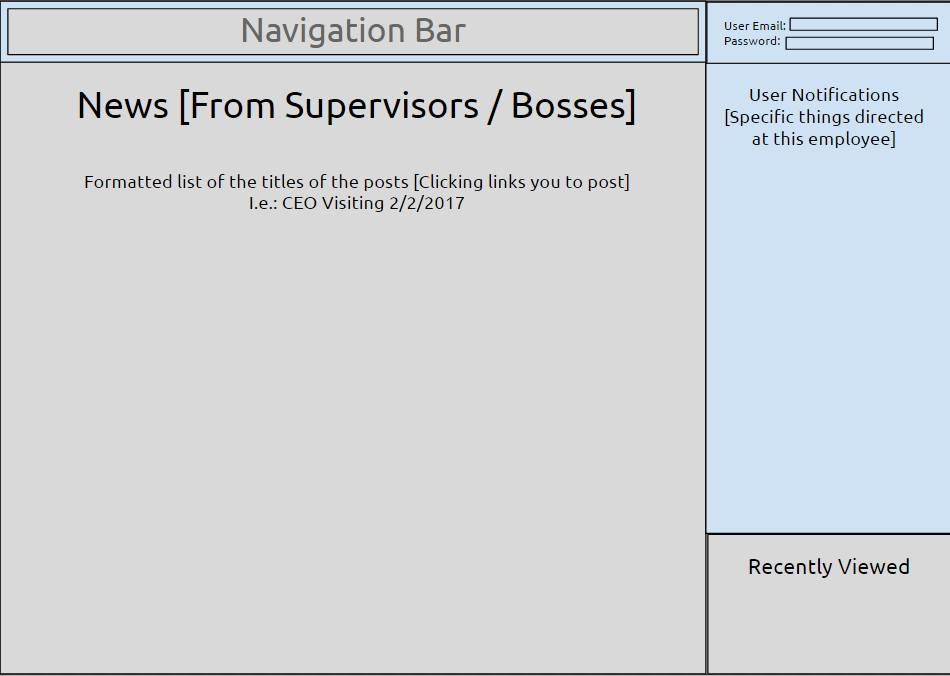 Navigation Bar
User Email:
Password:
News [From Supervisors / Bosses]
Formatted list of the titles of the posts [Clicking links you to post]
I.e.: CEO Visiting 2/2/2017
User Notifications
[Specific things directed
at this employee]
Recently Viewed